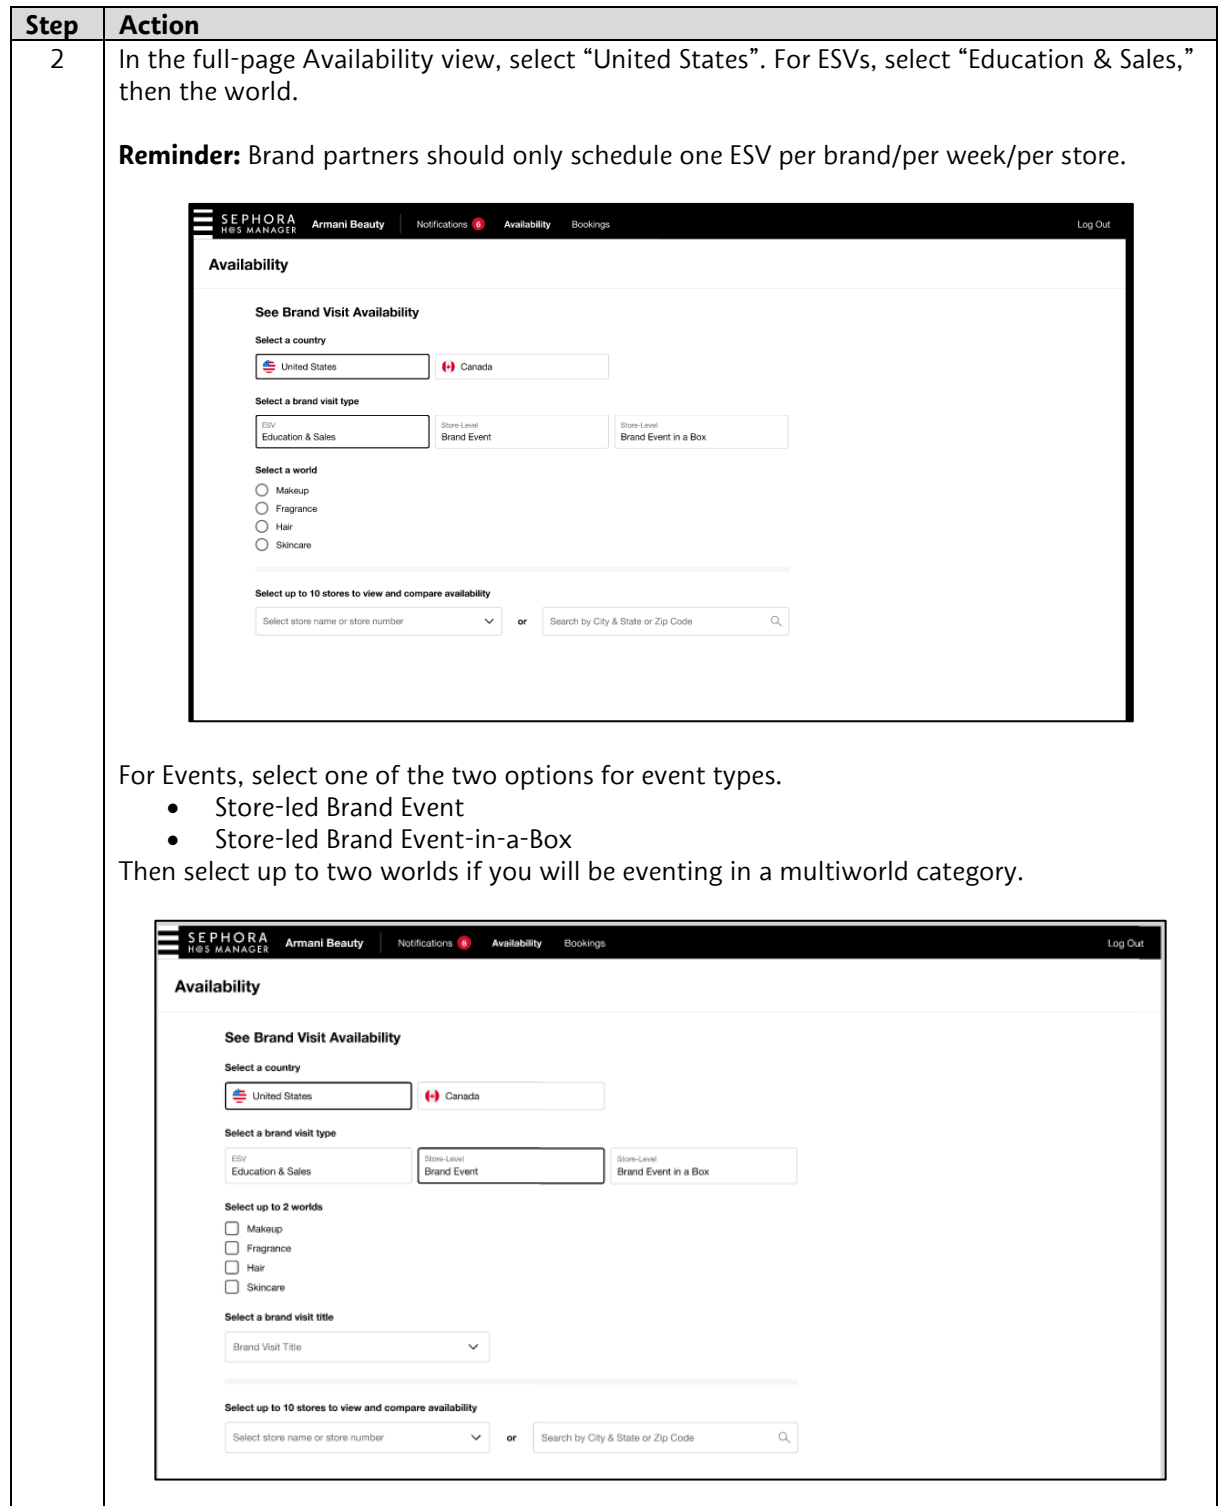 Step Action
2 In the full-page Availability view, select “United States”. For ESVs, select “Education & Sales,”
then the world.
Reminder: Brand partners should only schedule one ESV per brand/per week/per store.
SEPHORA
H@S MANAGER Armani Beauty Notifications 6 Availability Bookings Log Out
Availability
See Brand Visit Availability
Select a country
United States Canada
Select a brand visit type
ESV Store-Level Store-Level
Education & Sales Brand Event Brand Event in a Box
Select a world
Makeup
Fragrance
Hair
Skincare
Select up to 10 stores to view and compare availability
Select store name or store number or Search by City & State or Zip Code
For Events, select one of the two options for event types.
• Store-led Brand Event
• Store-led Brand Event-in-a-Box
Then select up to two worlds if you will be eventing in a multiworld category.
SEPHORA
H@S MANAGER Armani Beauty Notifications 6 Availability Bookings Log Out
Availability
See Brand Visit Availability
Select a country
United States Canada
Select a brand visit type
ESV Store-Level Store-Level
Education & Sales Brand Event Brand Event in a Box
Select up to 2 worlds
Makeup
Fragrance
Hair
Skincare
Select a brand visit title
Brand Visit Title
Select up to 10 stores to view and compare availability
Select store name or store number or Search by City & State or Zip Code